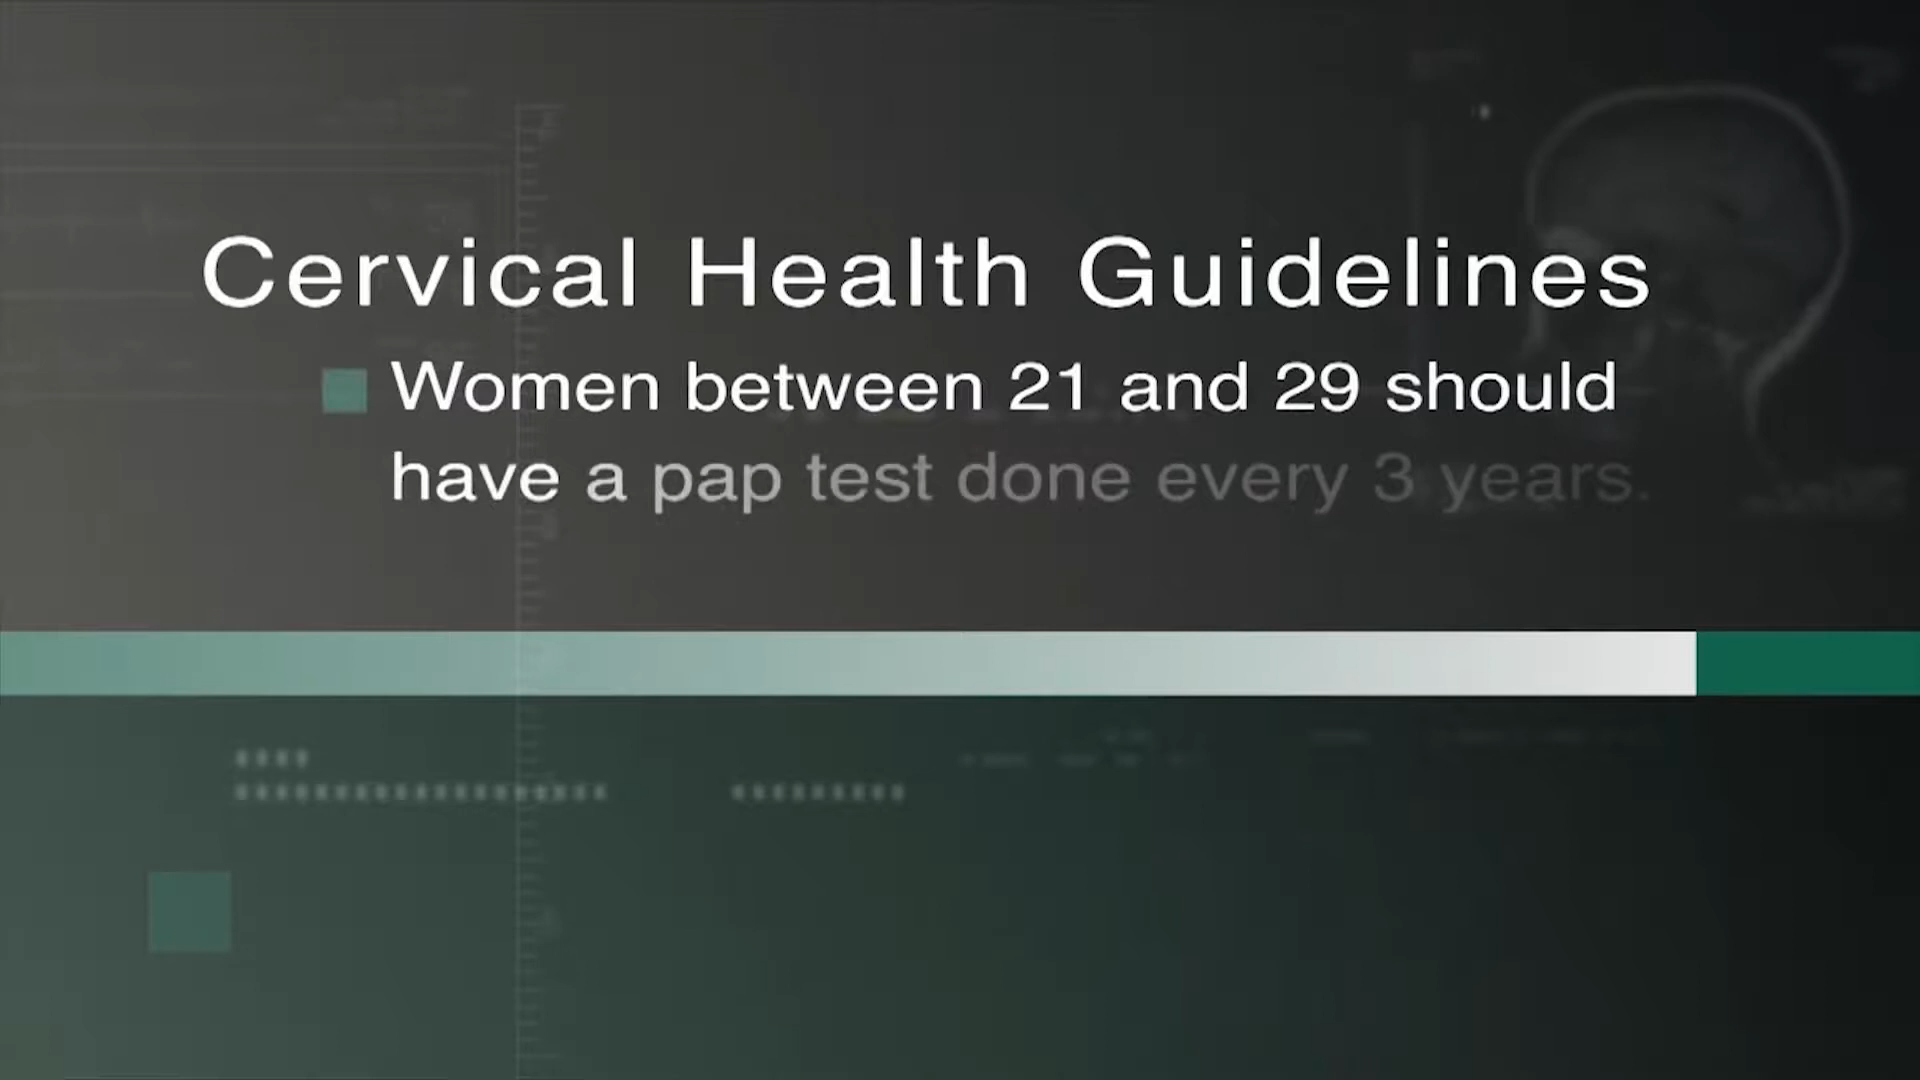 Cervical Health Guidelines
Women between 21 and 29 should
have a pap test done every 3 years.